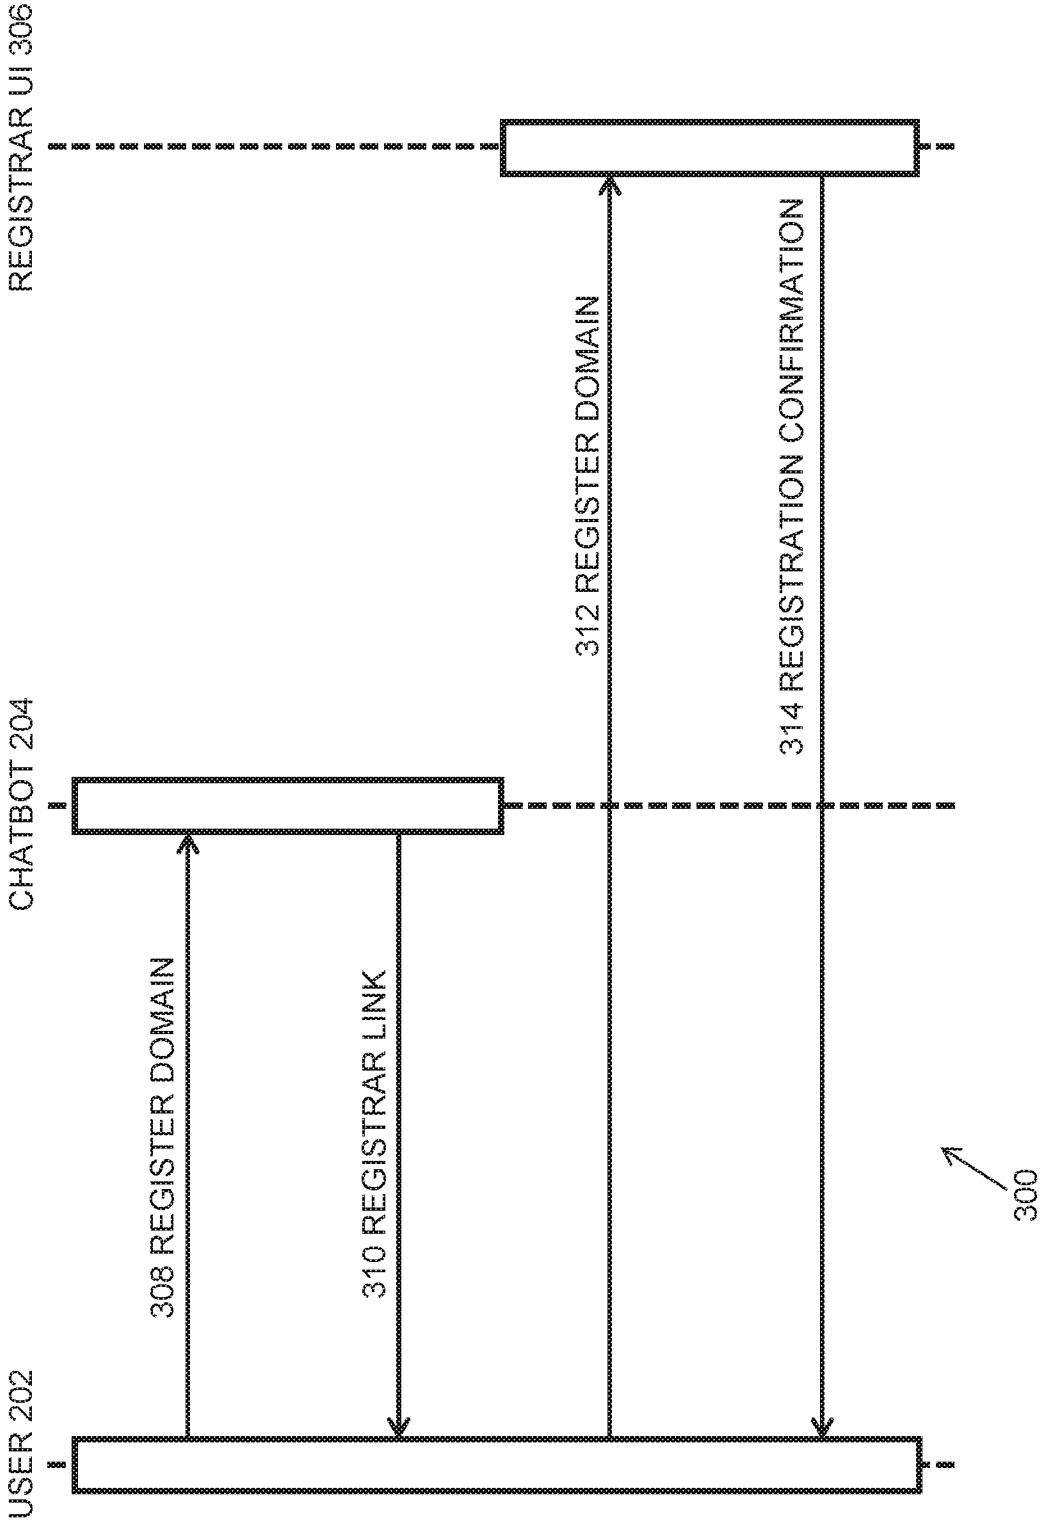 USER 202
CHATBOT 204
REGISTRAR UI 306
308 REGISTER DOMAIN
310 REGISTRAR LINK
312 REGISTER DOMAIN
314 REGISTRATION CONFIRMATION
300